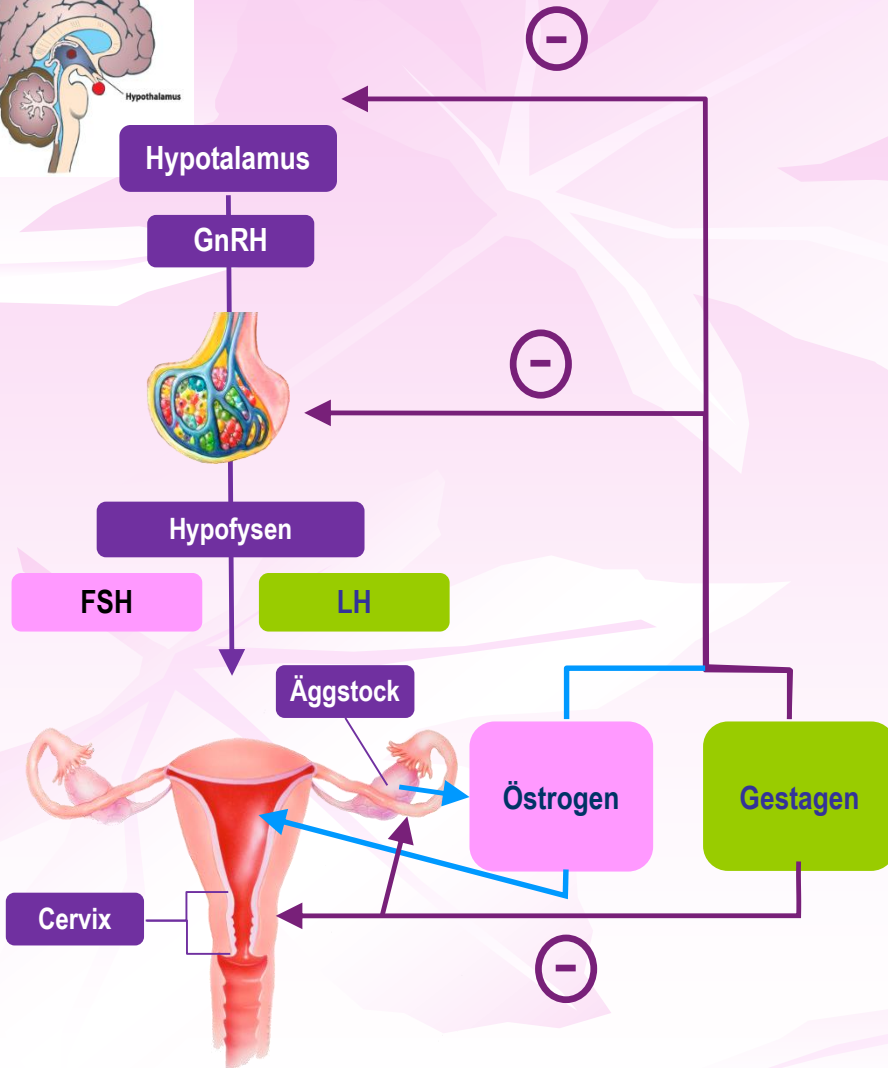 Hypothalamus
−
Hypotalamus
GnRH
−
Hypofysen
FSH
LH
Äggstock
Östrogen
Gestagen
Cervix
−